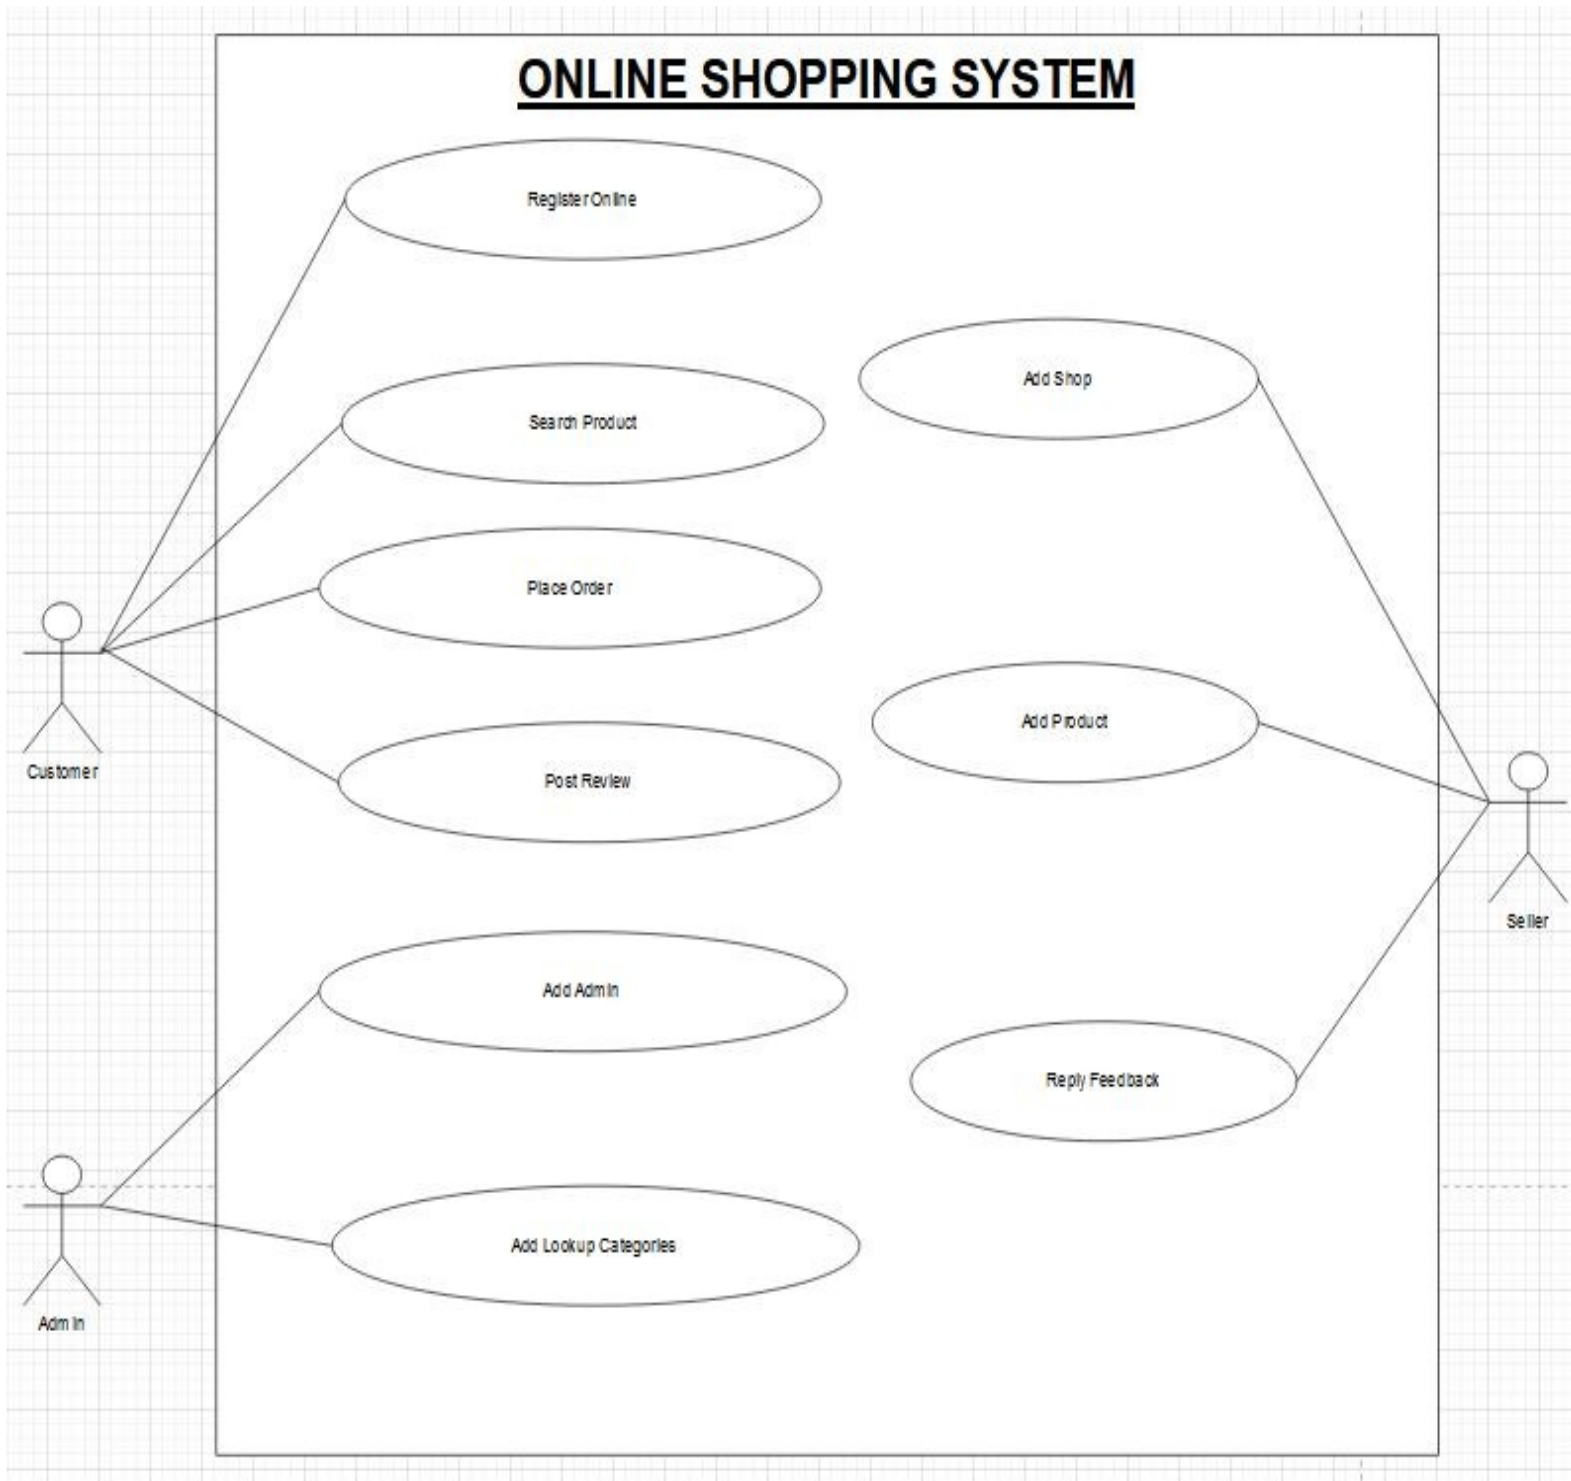 ONLINE SHOPPING SYSTEM
Register Online
Add Shop
Search Product
Place Order
Add Product
Customer
Post Review
Seller
Add Admin
Reply Feedback
Add Lookup Categories
Admin